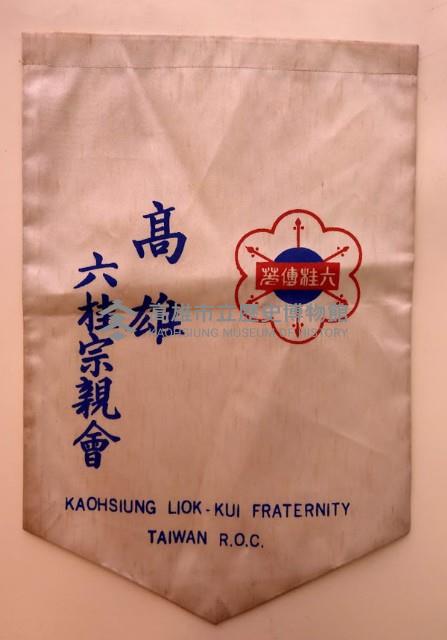 高雄
六桂宗親會
六桂傳芳
高雄市立歷史博物館
KAOHSIUNG MUSEUM OF HISTORY
KAOHSIUNG LIOK-KUI FRATERNITY
TAIWAN R.O.C.